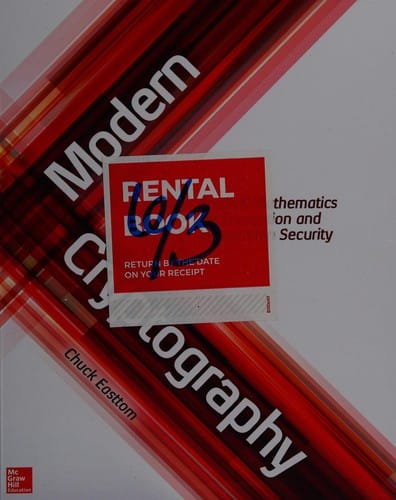 Modern
Cryptography
RENTAL
BOOK
6/3
RETURN BY THE DATE
ON YOUR RECEIPT
thematics
ion and
Security
Chuck Easttom
Mc
Graw
Hill
Education